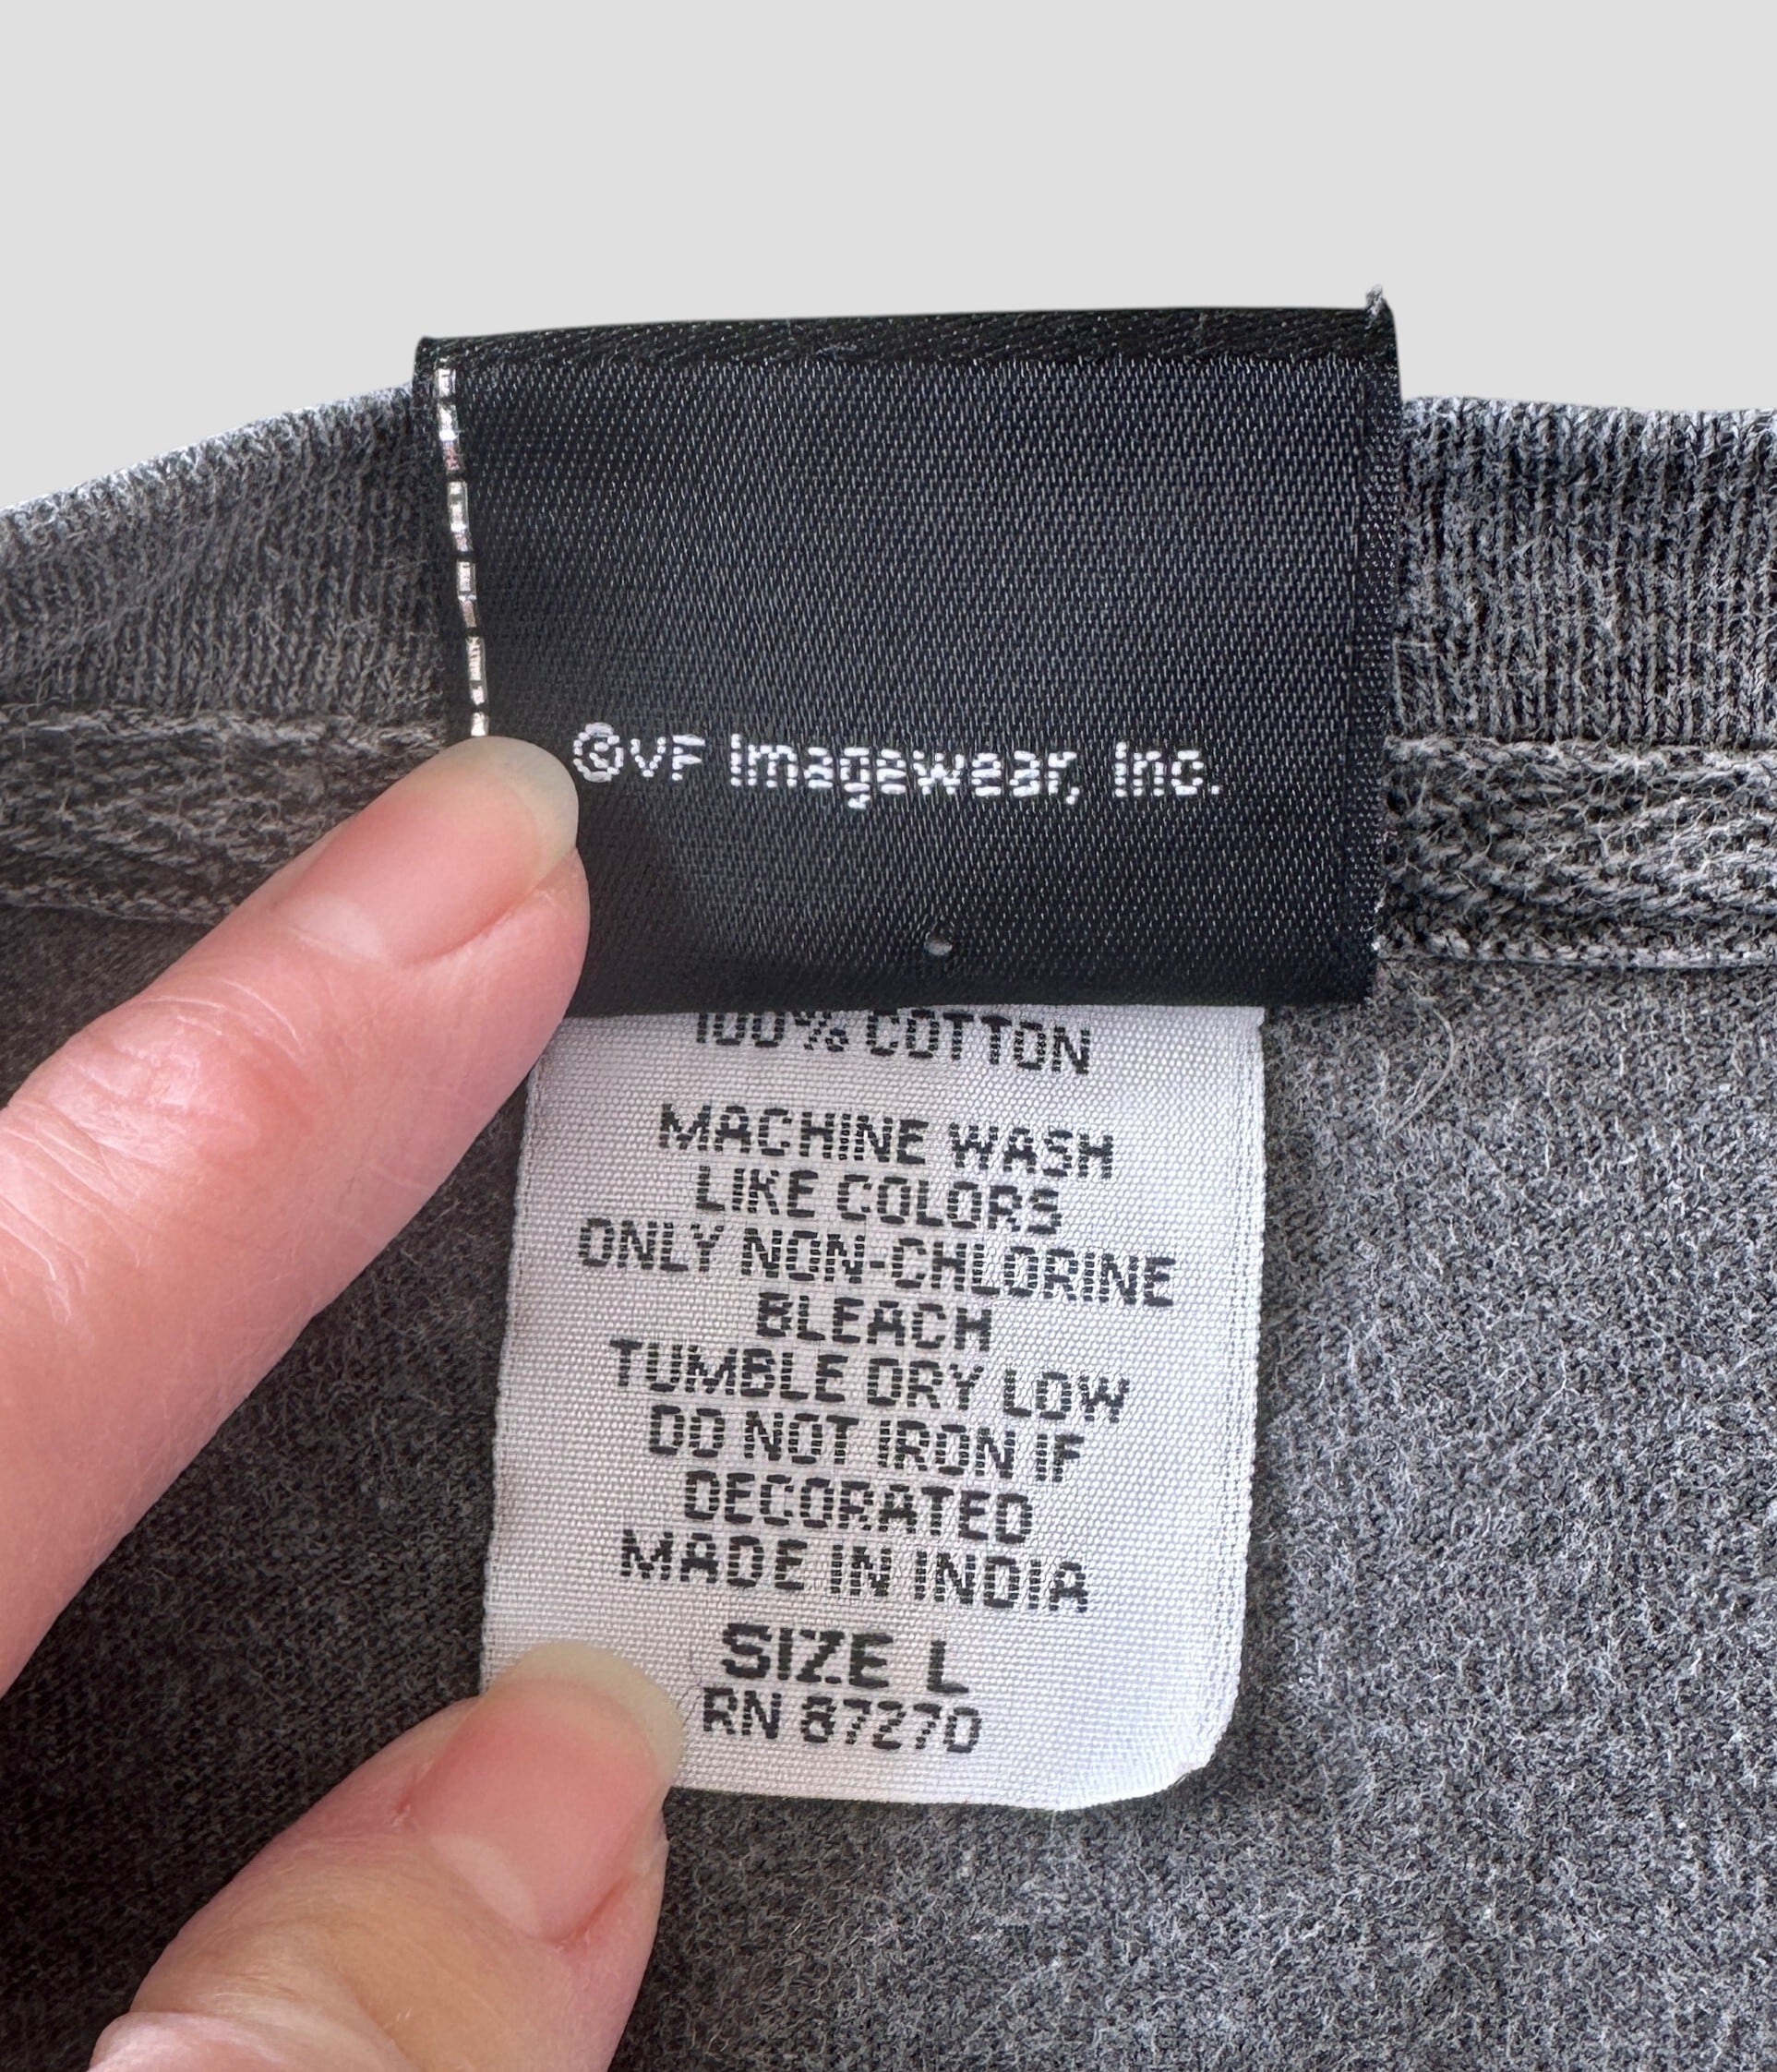 ©VF Imagewear, Inc.
100% COTTON
MACHINE WASH
LIKE COLORS
ONLY NON-CHLORINE
BLEACH
TUMBLE DRY LOW
DO NOT IRON IF
DECORATED
MADE IN INDIA
SIZE L
RN 87270